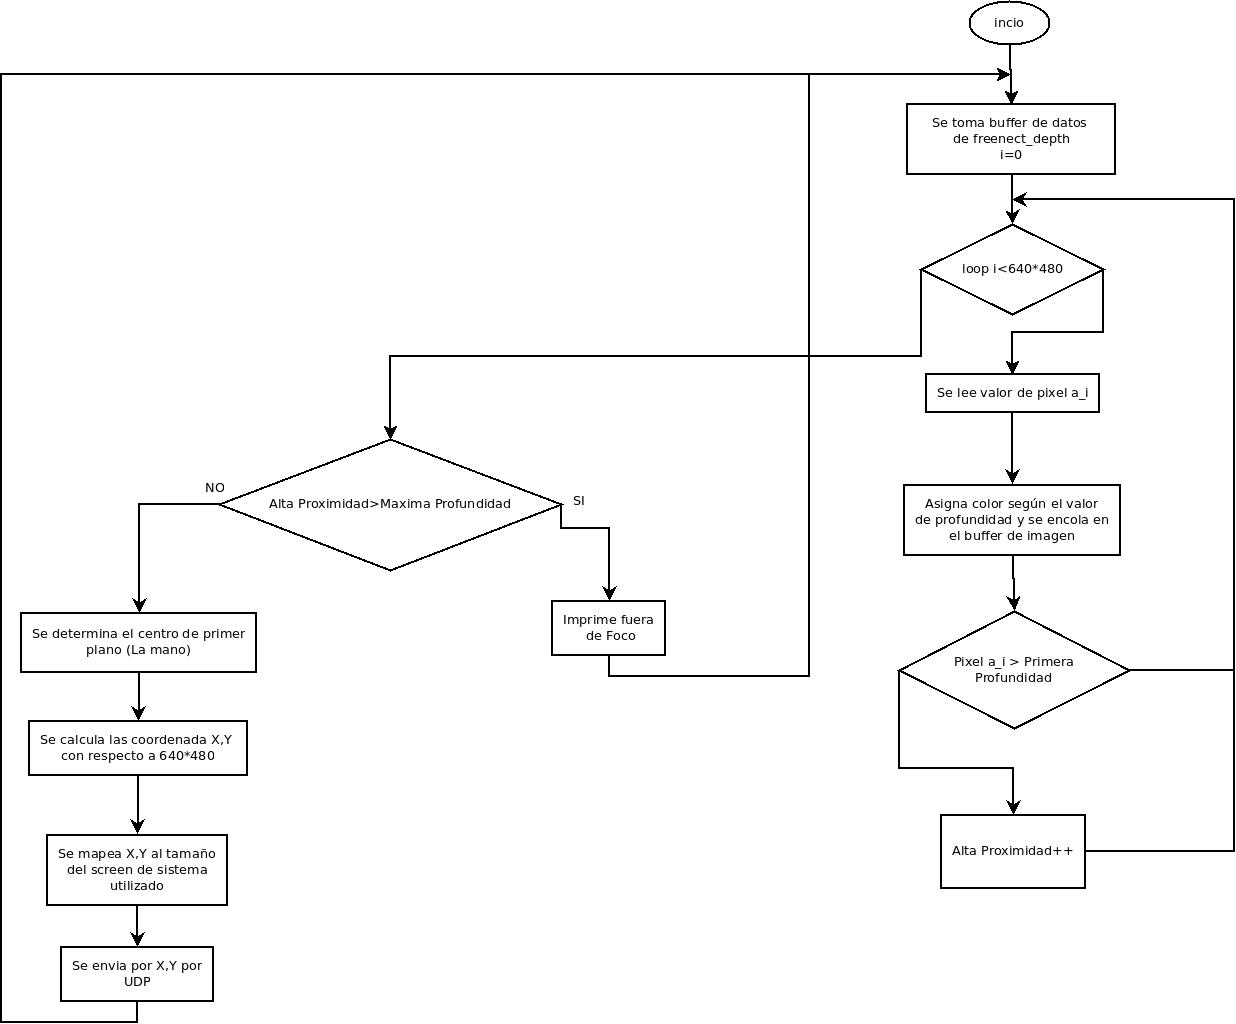 incio
Se toma buffer de datos
de freenect_depth
i=0
loop i<640*480
Se lee valor de pixel a_i
Asigna color según el valor
de profundidad y se encola en
el buffer de imagen
Pixel a_i > Primera
Profundidad
Alta Proximidad++
NO
Alta Proximidad>Maxima Profundidad
SI
Imprime fuera
de Foco
Se determina el centro de primer
plano (La mano)
Se calcula las coordenada X,Y
con respecto a 640*480
Se mapea X,Y al tamaño
del screen de sistema
utilizado
Se envia por X,Y por
UDP